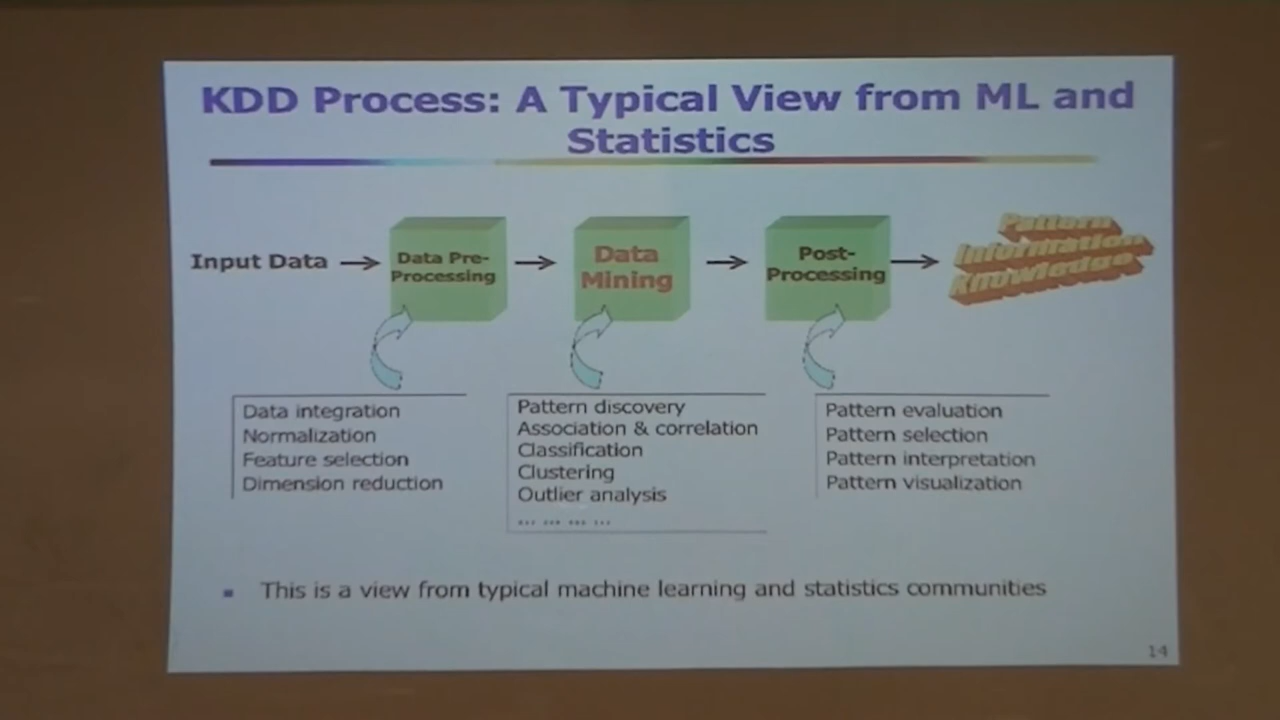 KDD Process: A Typical View from ML and
Statistics
Input Data
Data Pre-
Processing
Data
Mining
Post-
Processing
Pattern
Information
Knowledge
Data integration
Normalization
Feature selection
Dimension reduction
Pattern discovery
Association & correlation
Classification
Clustering
Outlier analysis
... ... ... ...
Pattern evaluation
Pattern selection
Pattern interpretation
Pattern visualization
This is a view from typical machine learning and statistics communities
14